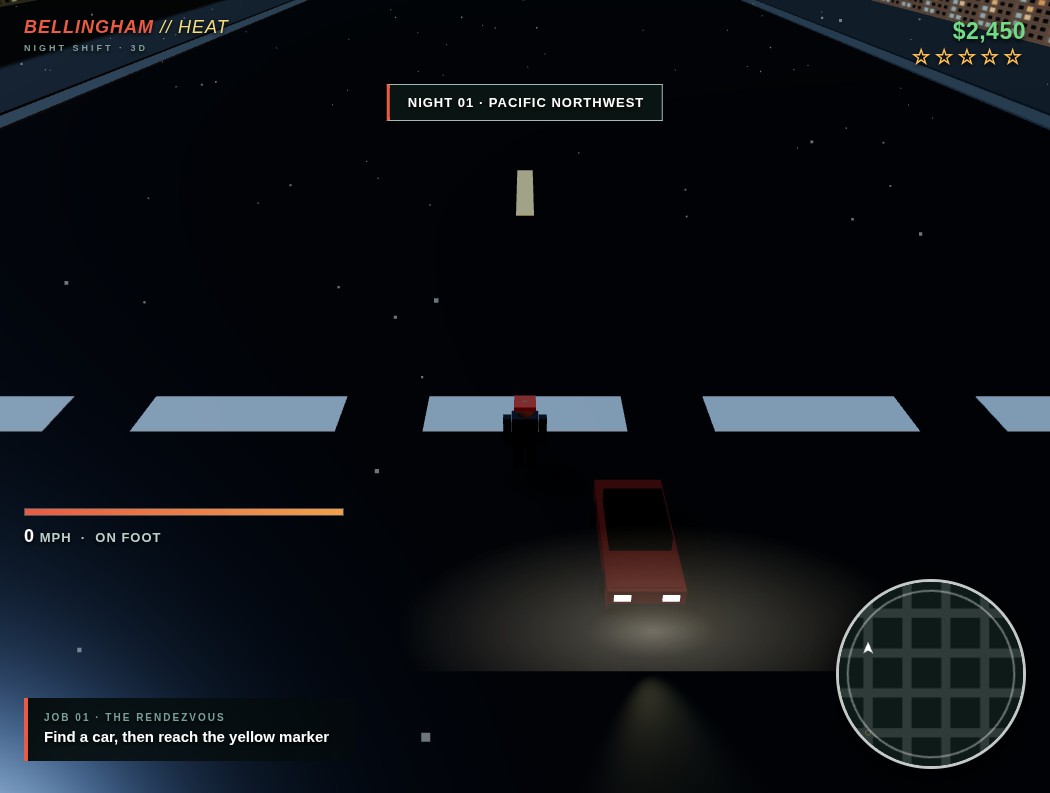 BELLINGHAM // HEAT
NIGHT SHIFT · 3D
$2,450
☆☆☆☆☆
NIGHT 01 · PACIFIC NORTHWEST
0 MPH · ON FOOT
JOB 01 · THE RENDEZVOUS
Find a car, then reach the yellow marker